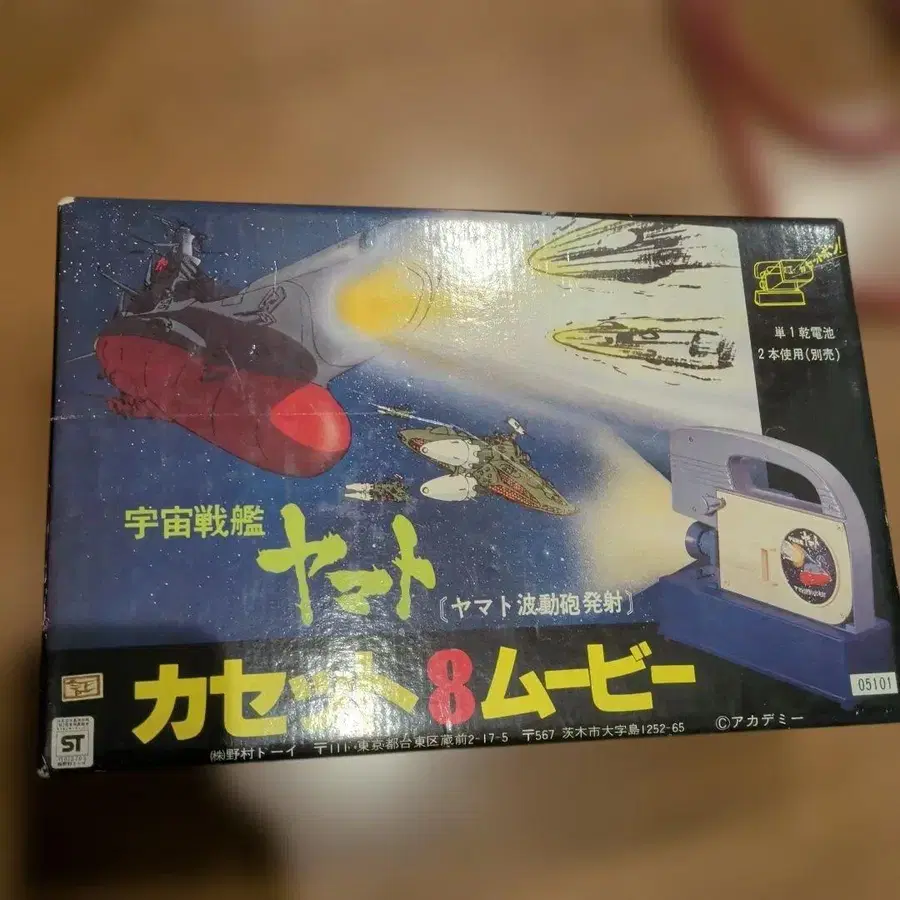 単1乾電池
2本使用(別売)
宇宙戦艦
ヤマト
〔ヤマト波動砲発射〕
カセット8ムービー
05101
©アカデミー
ST
㈱野村トーイ 〒111 東京都台東区蔵前2-17-5 〒567 茨木市大字島1252-65